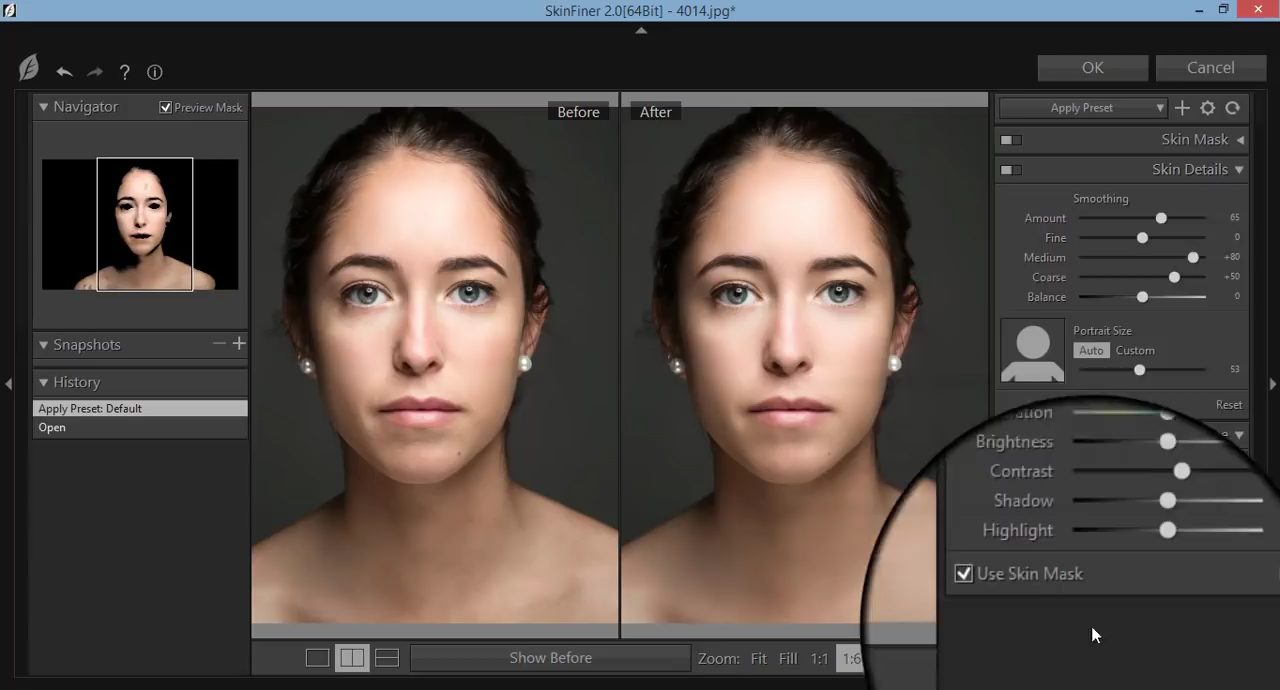 SkinFiner 2.0[64Bit] - 4014.jpg*
OK
Cancel
Navigator
Preview Mask
Snapshots
History
Apply Preset: Default
Open
Before
After
Show Before
Zoom:
Fit
Fill
1:1
Apply Preset
Skin Mask
Skin Details
Smoothing
Amount 65
Fine 0
Medium +80
Coarse +50
Balance 0
Portrait Size
Auto Custom
53
Reset
Brightness
Contrast
Shadow
Highlight
Use Skin Mask